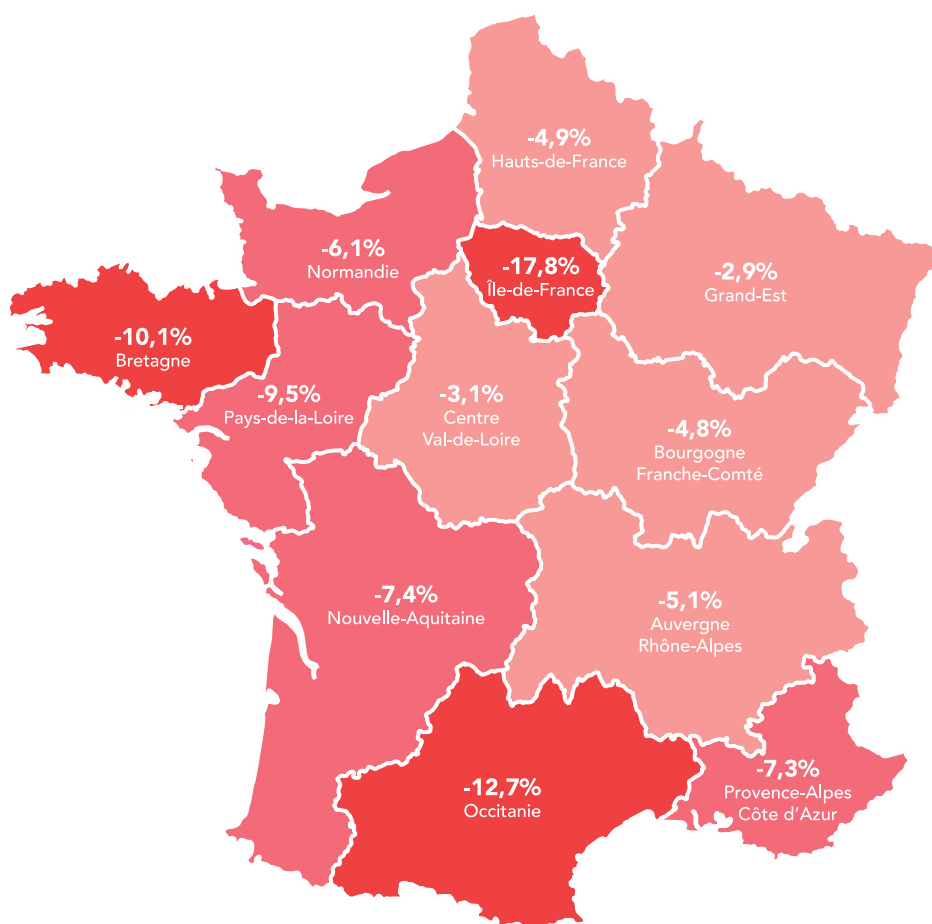 -4,9%
Hauts-de-France
-6,1%
Normandie
-17,8%
Île-de-France
-2,9%
Grand-Est
-10,1%
Bretagne
-9,5%
Pays-de-la-Loire
-3,1%
Centre
Val-de-Loire
-4,8%
Bourgogne
Franche-Comté
-7,4%
Nouvelle-Aquitaine
-5,1%
Auvergne
Rhône-Alpes
-12,7%
Occitanie
-7,3%
Provence-Alpes
Côte d'Azur